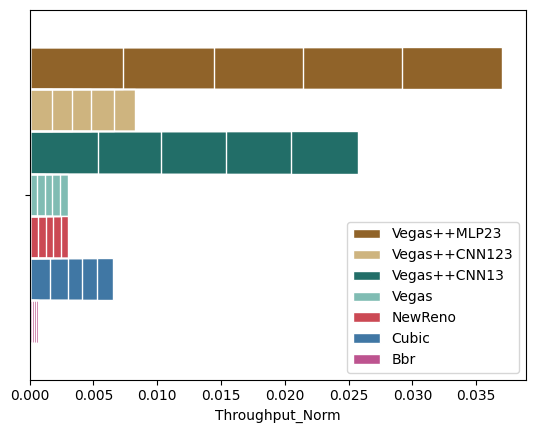 Vegas++MLP23
Vegas++CNN123
Vegas++CNN13
Vegas
NewReno
Cubic
Bbr
0.000 0.005 0.010 0.015 0.020 0.025 0.030 0.035
Throughput_Norm